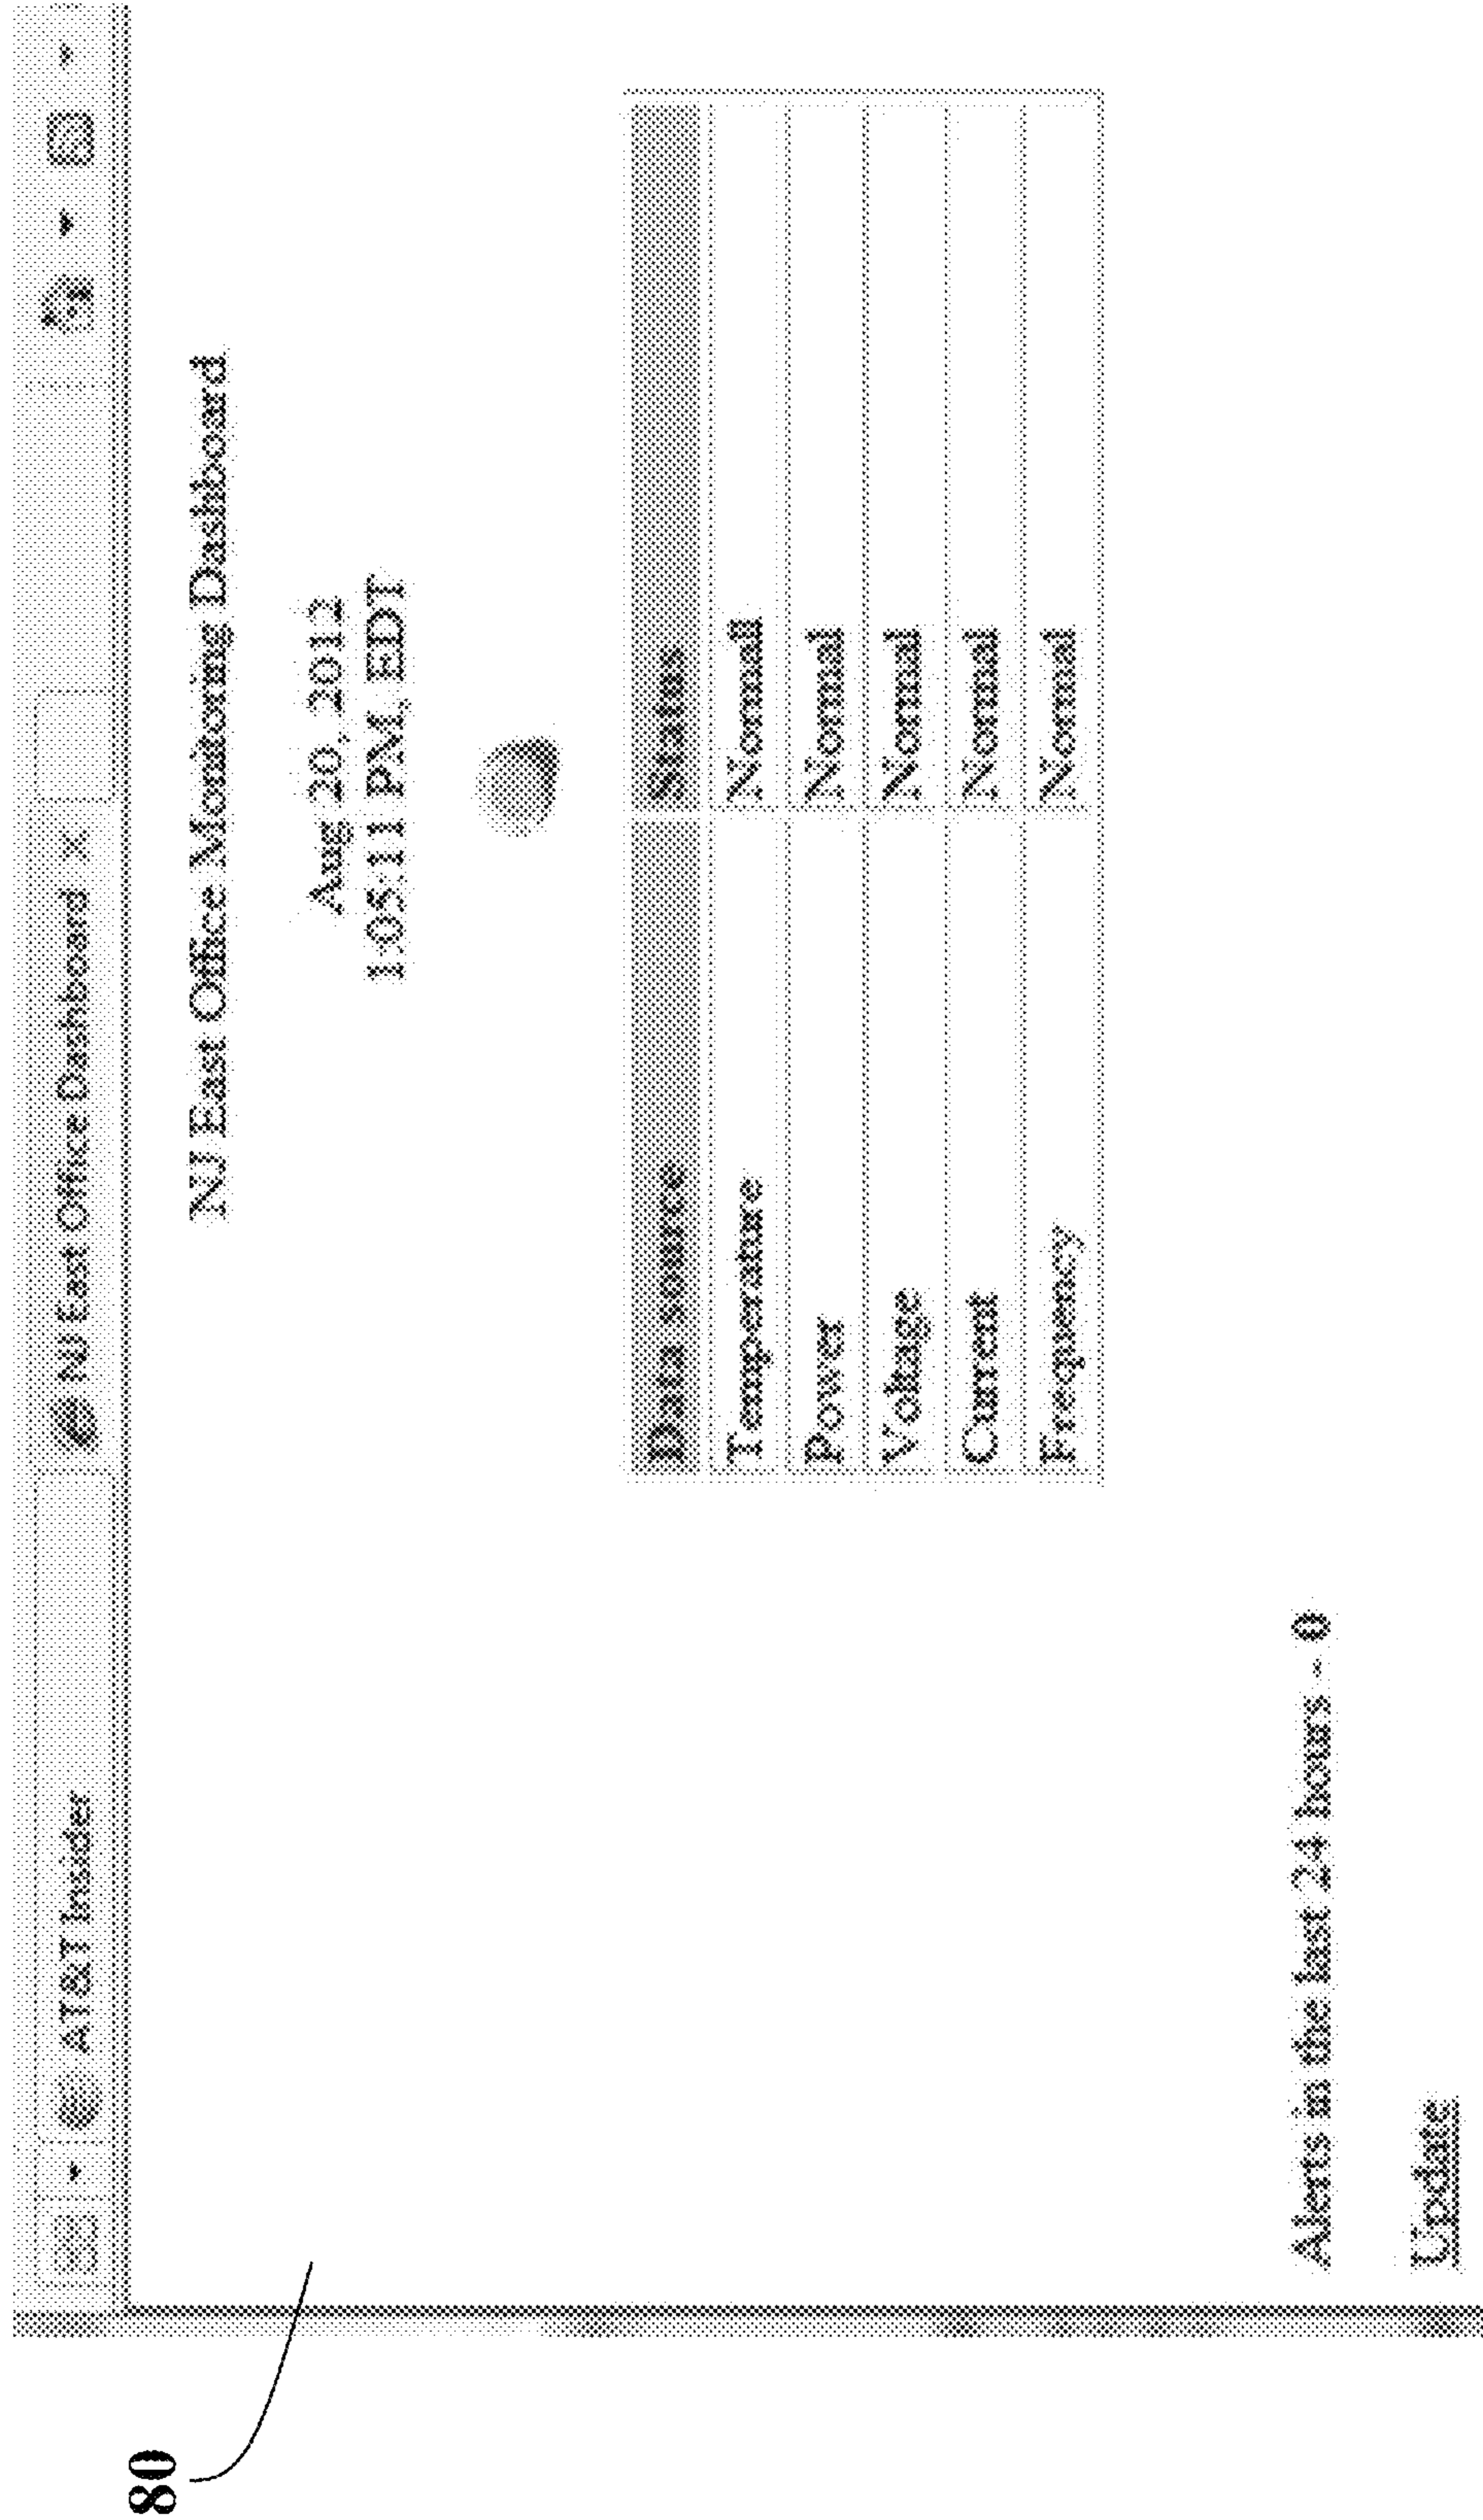 80
AT&T Insider
NJ East Office Dashboard X
NJ East Office Monitoring Dashboard
Aug 20, 2012
1:05:11 PM, EDT
Data source Status
Temperature Normal
Power Normal
Voltage Normal
Current Normal
Frequency Normal
Alerts in the last 24 hours - 0
Update